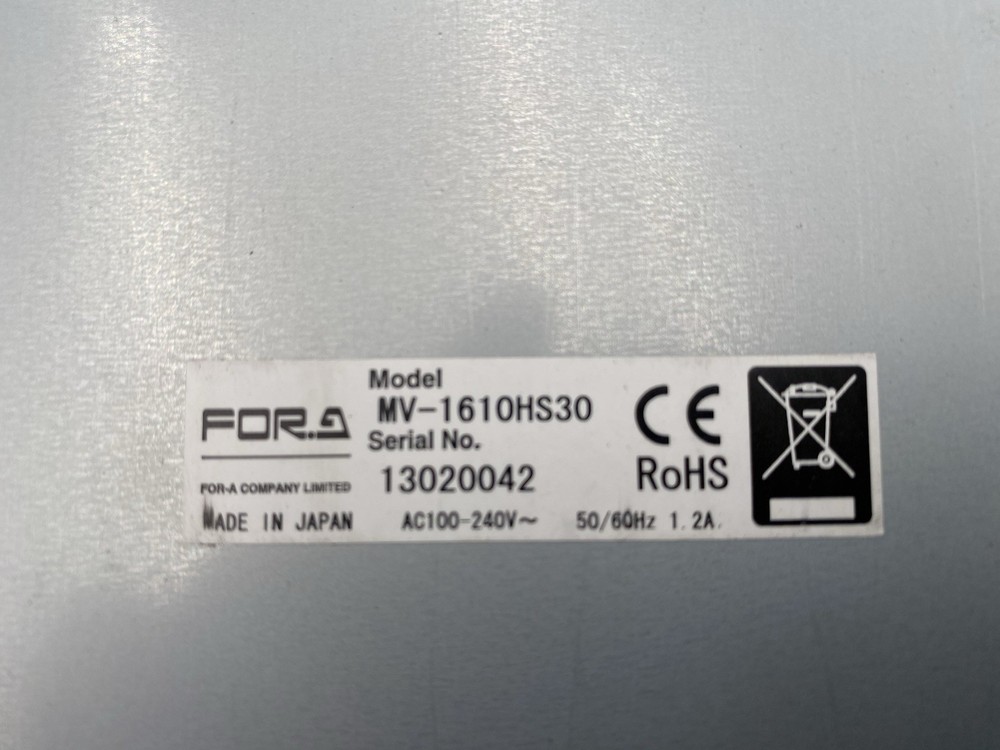 FOR.A
FOR-A COMPANY LIMITED
MADE IN JAPAN
Model
MV-1610HS30
Serial No.
13020042
AC100-240V～ 50/60Hz 1.2A.
CE
RoHS